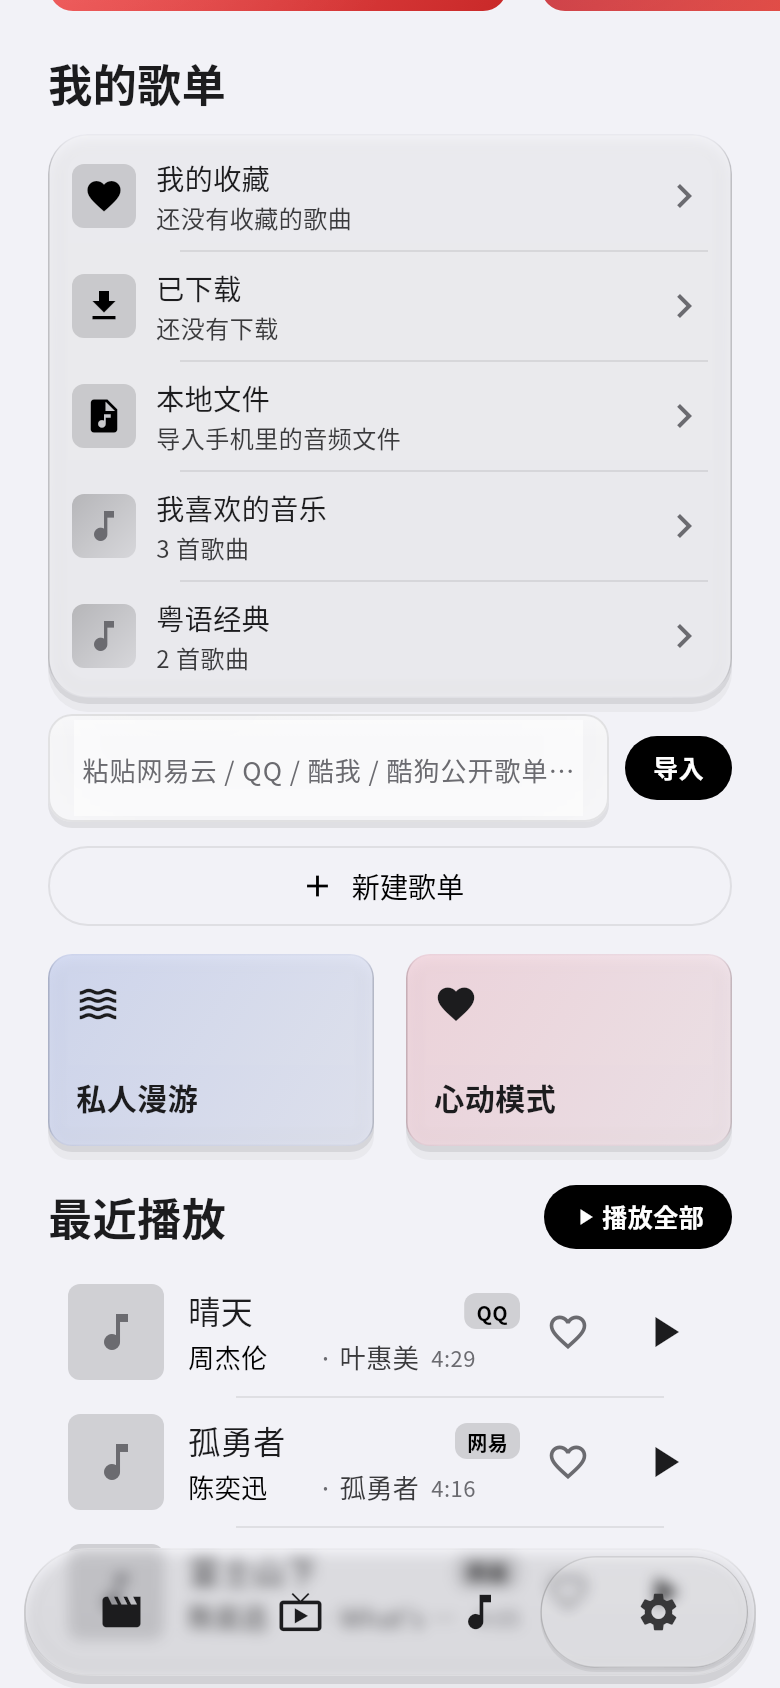 我的歌单
我的收藏
还没有收藏的歌曲
已下载
还没有下载
本地文件
导入手机里的音频文件
我喜欢的音乐
3 首歌曲
粤语经典
2 首歌曲
粘贴网易云 / QQ / 酷我 / 酷狗公开歌单…
导入
新建歌单
私人漫游
心动模式
最近播放
播放全部
晴天
QQ
周杰伦 · 叶惠美 4:29
孤勇者
网易
陈奕迅 · 孤勇者 4:16
富士山下
What's